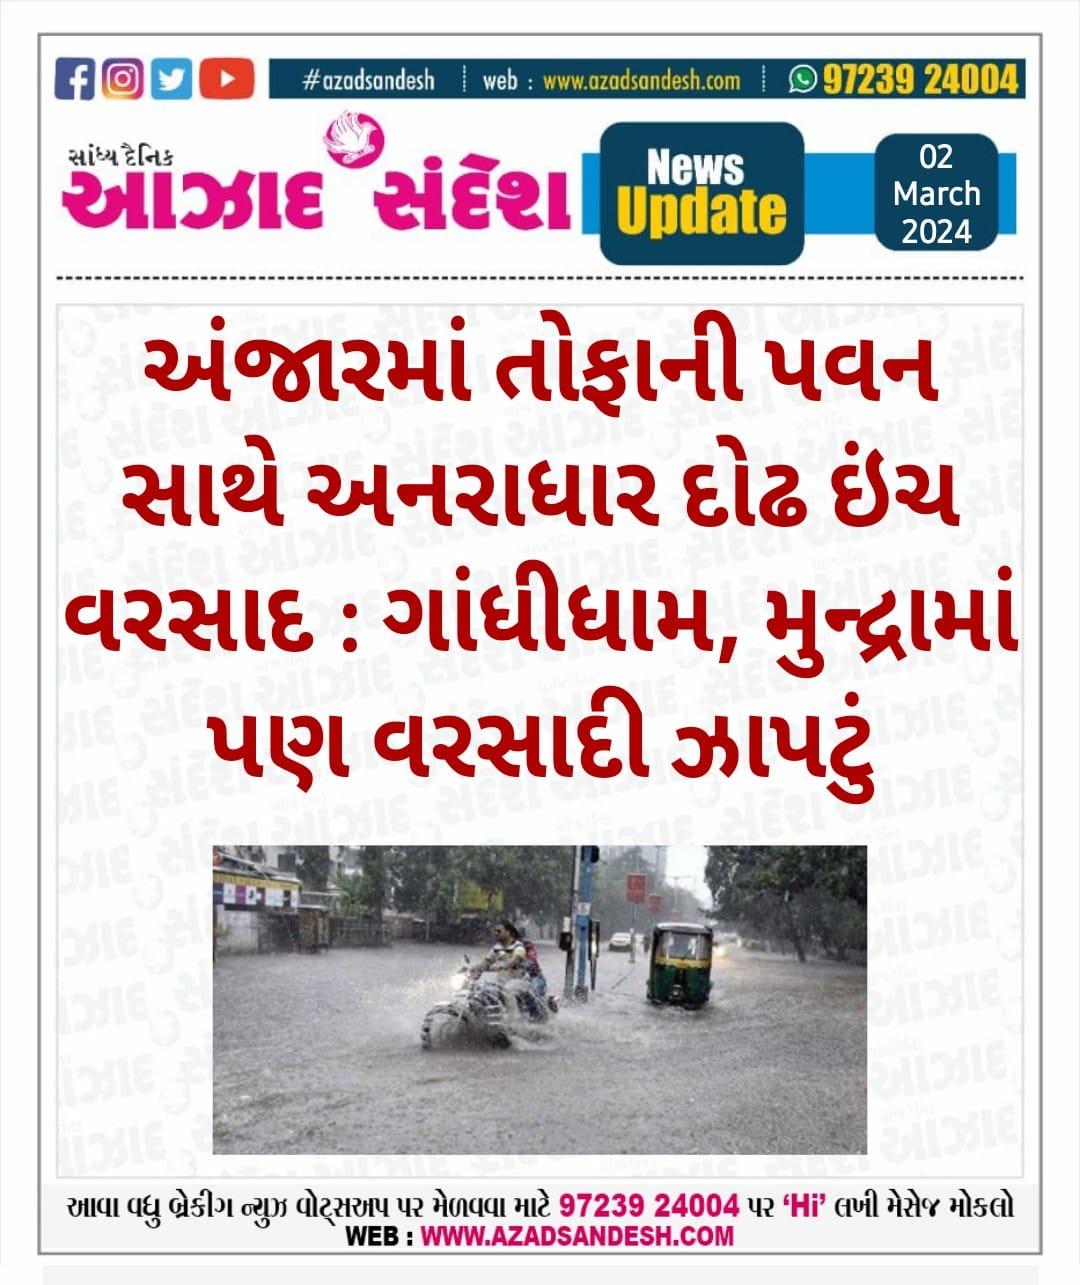 #azadsandesh | web : www.azadsandesh.com | 97239 24004
સાંધ્ય દૈનિક
આઝાદ સંદેશ
News
Update
02
March
2024
અંજારમાં તોફાની પવન
સાથે અનરાધાર દોઢ ઇંચ
વરસાદ : ગાંધીધામ, મુન્દ્રામાં
પણ વરસાદી ઝાપટું
આવા વધુ બ્રેકીગ ન્યુઝ વોટ્સઅપ પર મેળવવા માટે 97239 24004 પર ‘Hi’ લખી મેસેજ મોકલો
WEB : WWW.AZADSANDESH.COM